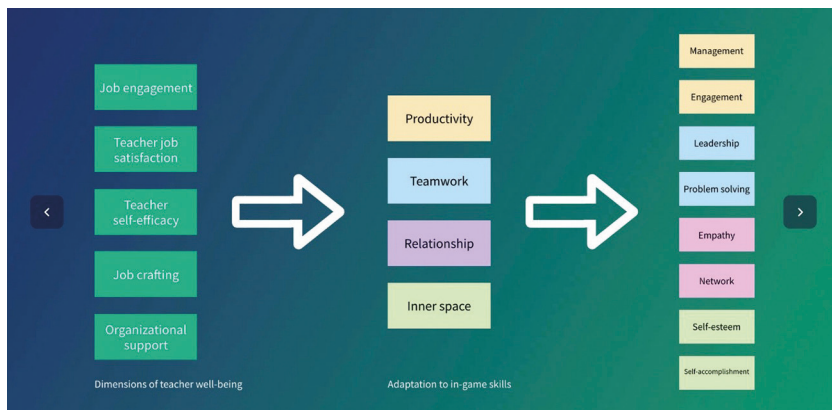 Job engagement
Teacher job
satisfaction
Teacher
self-efficacy
Job crafting
Organizational
support
Dimensions of teacher well-being
Productivity
Teamwork
Relationship
Inner space
Adaptation to in-game skills
Management
Engagement
Leadership
Problem solving
Empathy
Network
Self-esteem
Self-accomplishment